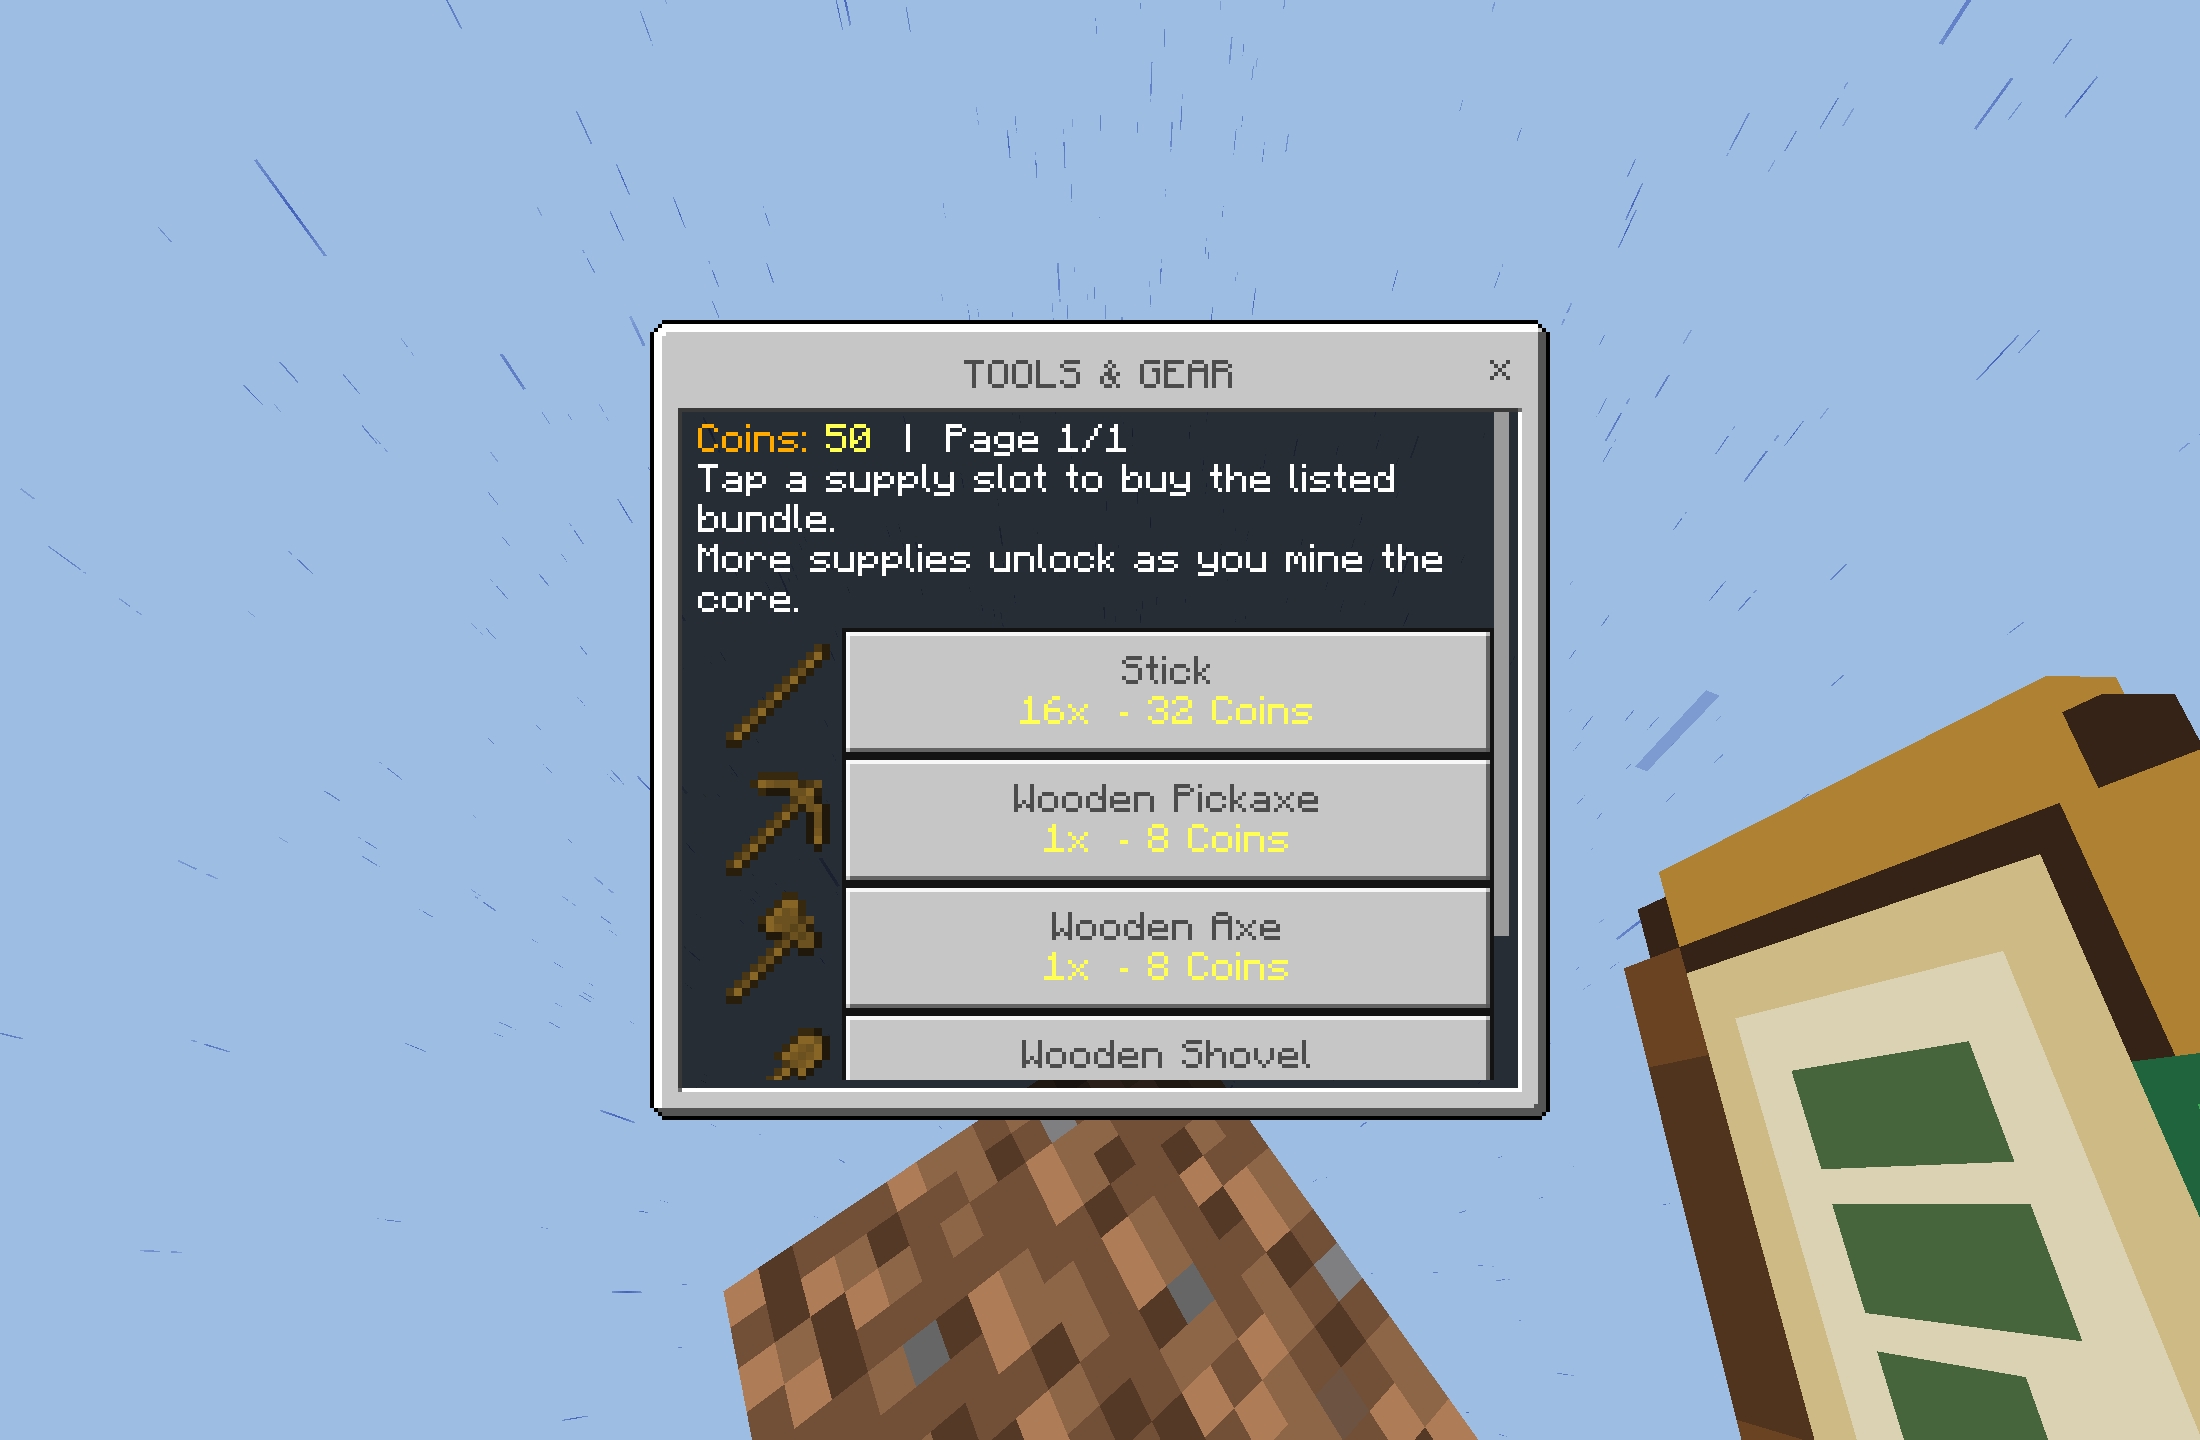 TOOLS & GEAR
x
Coins: 50 | Page 1/1
Tap a supply slot to buy the listed
bundle.
More supplies unlock as you mine the
core.
Stick
16x - 32 Coins
Wooden Pickaxe
1x - 8 Coins
Wooden Axe
1x - 8 Coins
Wooden Shovel